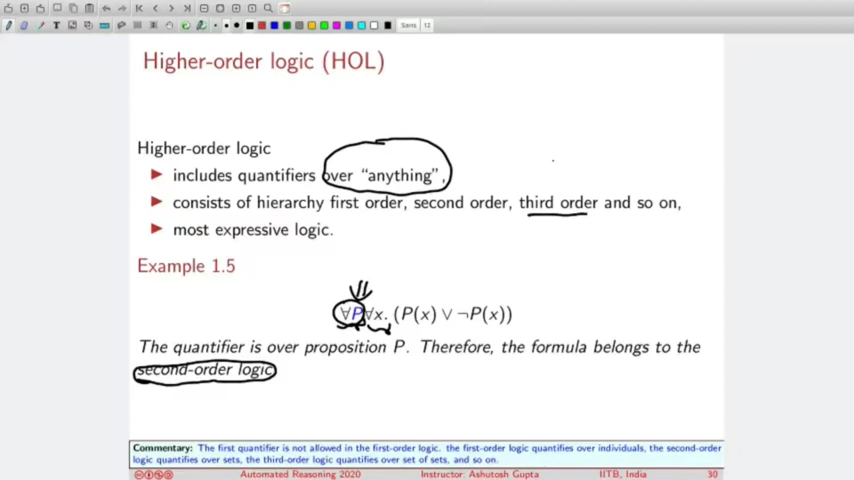 Sans 12
Higher-order logic (HOL)
Higher-order logic
▶ includes quantifiers over “anything”,
▶ consists of hierarchy first order, second order, third order and so on,
▶ most expressive logic.
Example 1.5
∀P∀x. (P(x) ∨ ¬P(x))
The quantifier is over proposition P. Therefore, the formula belongs to the
second-order logic
Commentary: The first quantifier is not allowed in the first-order logic. the first-order logic quantifies over individuals, the second-order
logic quantifies over sets, the third-order logic quantifies over set of sets, and so on.
Automated Reasoning 2020 Instructor: Ashutosh Gupta IITB, India 30